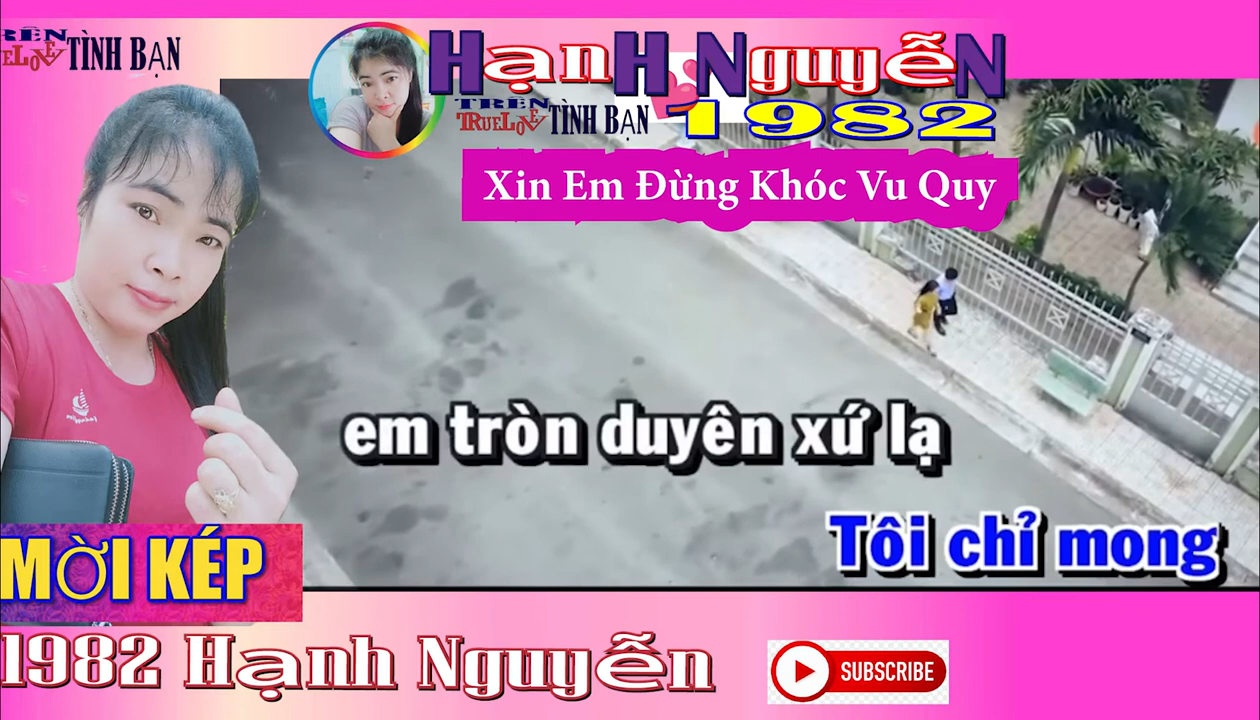 TRÊN
TRUELOVE TÌNH BẠN
HạnH NguyễN
TRÊN
TRUELOVE TÌNH BẠN
1982
Xin Em Đừng Khóc Vu Quy
em tròn duyên xứ lạ
Tôi chỉ mong
MỜI KÉP
1982 Hạnh Nguyễn
SUBSCRIBE